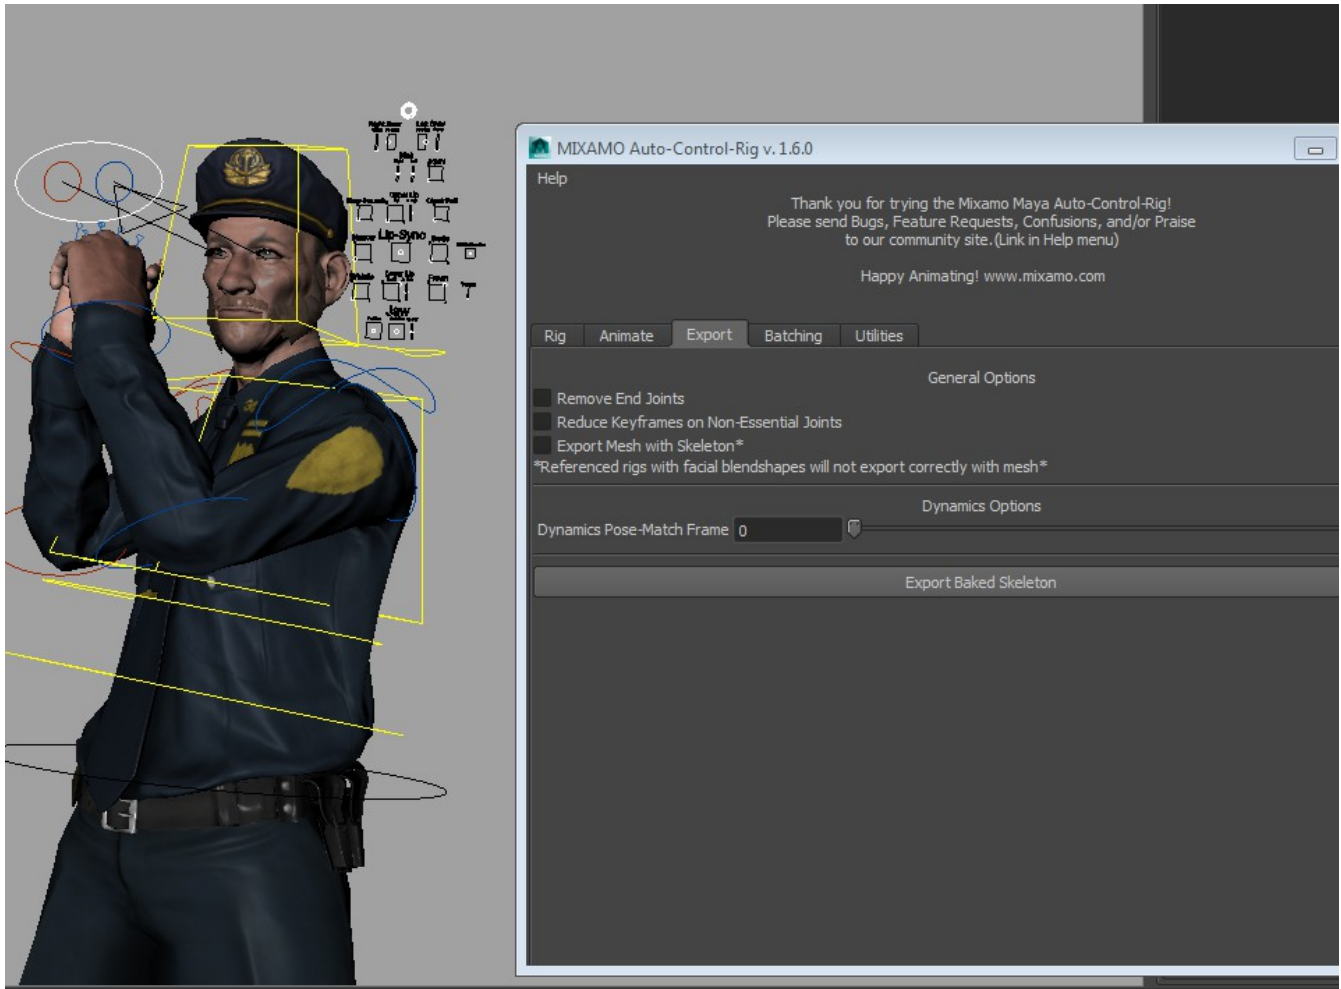 MIXAMO Auto-Control-Rig v. 1.6.0
Help
Thank you for trying the Mixamo Maya Auto-Control-Rig!
Please send Bugs, Feature Requests, Confusions, and/or Praise
to our community site.(Link in Help menu)
Happy Animating! www.mixamo.com
Rig Animate Export Batching Utilities
General Options
Remove End Joints
Reduce Keyframes on Non-Essential Joints
Export Mesh with Skeleton*
*Referenced rigs with facial blendshapes will not export correctly with mesh*
Dynamics Options
Dynamics Pose-Match Frame 0
Export Baked Skeleton
Lip-Sync
Jaw